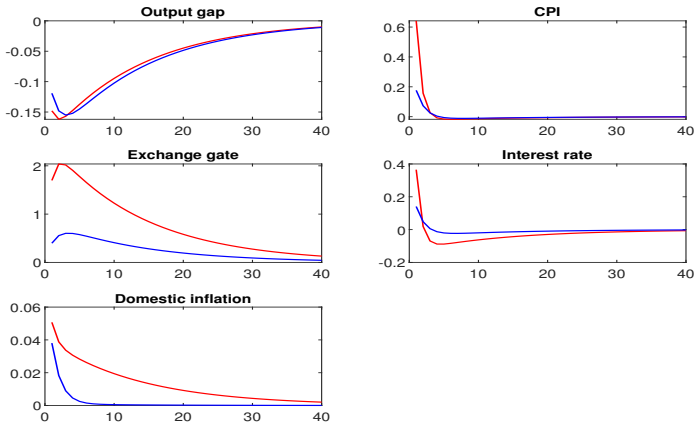 Output gap
0
-0.05
-0.1
-0.15
0 10 20 30 40
CPI
0.6
0.4
0.2
0
0 10 20 30 40
Exchange gate
2
1
0
0 10 20 30 40
Interest rate
0.4
0.2
0
-0.2
0 10 20 30 40
Domestic inflation
0.06
0.04
0.02
0
0 10 20 30 40